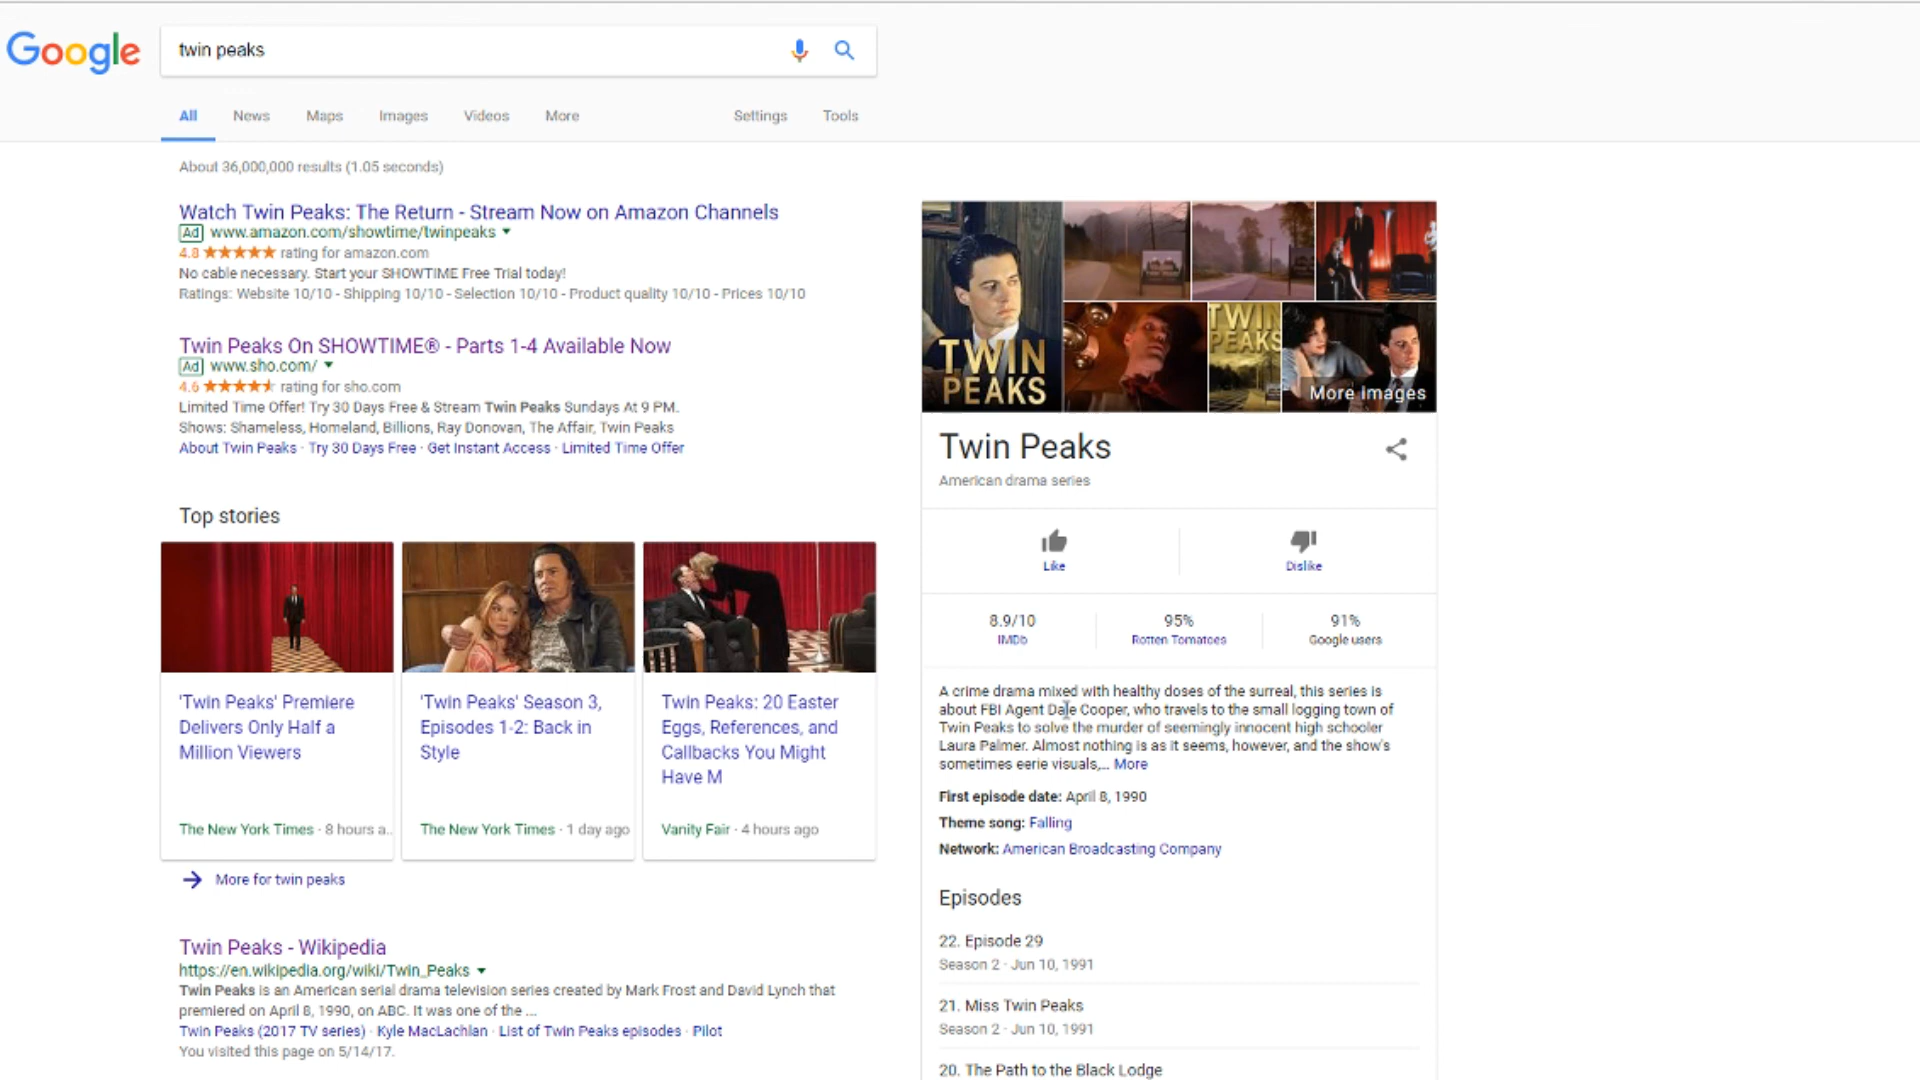 Google
twin peaks
All News Maps Images Videos More Settings Tools
About 36,000,000 results (1.05 seconds)
Watch Twin Peaks: The Return - Stream Now on Amazon Channels
Ad www.amazon.com/showtime/twinpeaks
4.8 rating for amazon.com
No cable necessary. Start your SHOWTIME Free Trial today!
Ratings: Website 10/10 - Shipping 10/10 - Selection 10/10 - Product quality 10/10 - Prices 10/10
Twin Peaks On SHOWTIME® - Parts 1-4 Available Now
Ad www.sho.com/
4.6 rating for sho.com
Limited Time Offer! Try 30 Days Free & Stream Twin Peaks Sundays At 9 PM.
Shows: Shameless, Homeland, Billions, Ray Donovan, The Affair, Twin Peaks
About Twin Peaks · Try 30 Days Free · Get Instant Access · Limited Time Offer
Top stories
'Twin Peaks' Premiere
Delivers Only Half a
Million Viewers
The New York Times · 8 hours a...
'Twin Peaks' Season 3,
Episodes 1-2: Back in
Style
The New York Times · 1 day ago
Twin Peaks: 20 Easter
Eggs, References, and
Callbacks You Might
Have M
Vanity Fair · 4 hours ago
More for twin peaks
Twin Peaks - Wikipedia
https://en.wikipedia.org/wiki/Twin_Peaks
Twin Peaks is an American serial drama television series created by Mark Frost and David Lynch that
premiered on April 8, 1990, on ABC. It was one of the ...
Twin Peaks (2017 TV series) · Kyle MacLachlan · List of Twin Peaks episodes · Pilot
You visited this page on 5/14/17.
TWIN
PEAKS
TWIN
PEAKS
More Images
Twin Peaks
American drama series
Like
Dislike
8.9/10
IMDb
95%
Rotten Tomatoes
91%
Google users
A crime drama mixed with healthy doses of the surreal, this series is
about FBI Agent Dale Cooper, who travels to the small logging town of
Twin Peaks to solve the murder of seemingly innocent high schooler
Laura Palmer. Almost nothing is as it seems, however, and the show's
sometimes eerie visuals,... More
First episode date: April 8, 1990
Theme song: Falling
Network: American Broadcasting Company
Episodes
22. Episode 29
Season 2 · Jun 10, 1991
21. Miss Twin Peaks
Season 2 · Jun 10, 1991
20. The Path to the Black Lodge